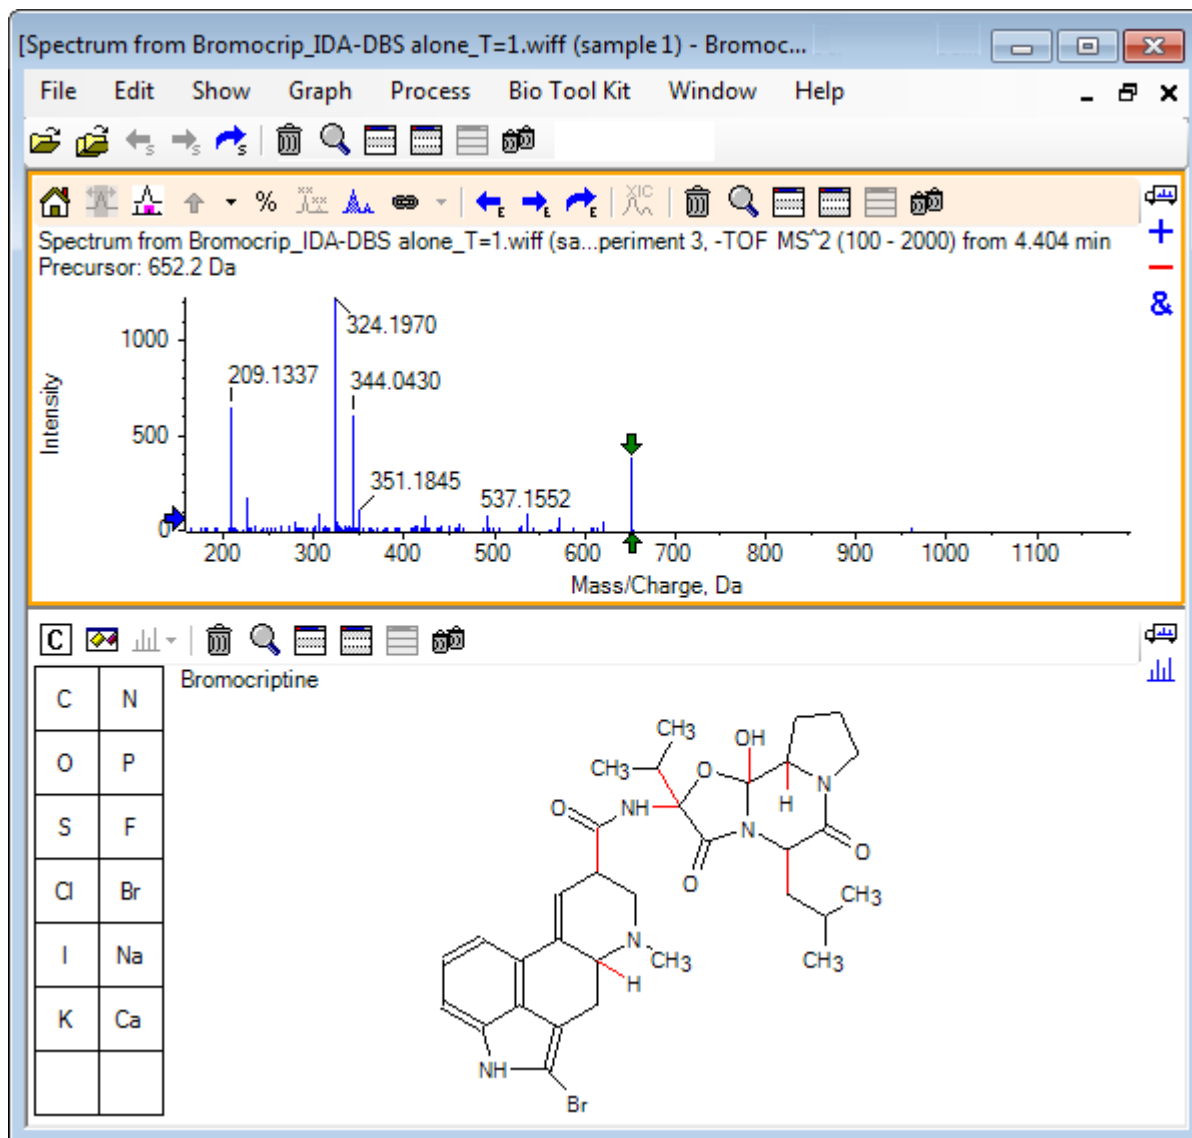 [Spectrum from Bromocrip_IDA-DBS alone_T=1.wiff (sample 1) - Bromoc...
File Edit Show Graph Process Bio Tool Kit Window Help
S S S
% E E E XIC
Spectrum from Bromocrip_IDA-DBS alone_T=1.wiff (sa...periment 3, -TOF MS^2 (100 - 2000) from 4.404 min
Precursor: 652.2 Da
&
324.1970
1000
209.1337 344.0430
Intensity
500
351.1845 537.1552
0
200 300 400 500 600 700 800 900 1000 1100
Mass/Charge, Da
C
Bromocriptine
C N
O P
S F
Cl Br
I Na
K Ca
CH3 OH
CH3 O
H N
O NH
N
O
O
CH3
N CH3
CH3
H
NH
Br